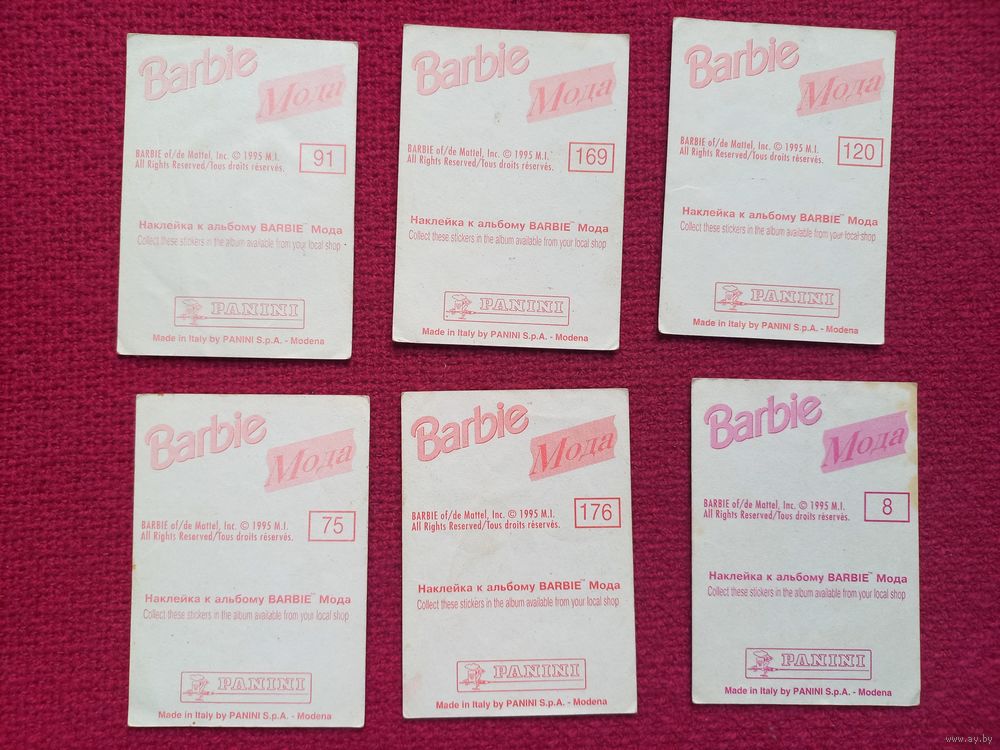 Barbie
Мода
BARBIE of/de Mattel, Inc. © 1995 M.I.
All Rights Reserved/Tous droits réservés.
91
Наклейка к альбому BARBIE™ Мода
Collect these stickers in the album available from your local shop
PANINI
Made in Italy by PANINI S.p.A. - Modena
Barbie
Мода
BARBIE of/de Mattel, Inc. © 1995 M.I.
All Rights Reserved/Tous droits réservés.
169
Наклейка к альбому BARBIE™ Мода
Collect these stickers in the album available from your local shop
PANINI
Made in Italy by PANINI S.p.A. - Modena
Barbie
Мода
BARBIE of/de Mattel, Inc. © 1995 M.I.
All Rights Reserved/Tous droits réservés.
120
Наклейка к альбому BARBIE™ Мода
Collect these stickers in the album available from your local shop
PANINI
Made in Italy by PANINI S.p.A. - Modena
Barbie
Мода
BARBIE of/de Mattel, Inc. © 1995 M.I.
All Rights Reserved/Tous droits réservés.
75
Наклейка к альбому BARBIE™ Мода
Collect these stickers in the album available from your local shop
PANINI
Made in Italy by PANINI S.p.A. - Modena
Barbie
Мода
BARBIE of/de Mattel, Inc. © 1995 M.I.
All Rights Reserved/Tous droits réservés.
176
Наклейка к альбому BARBIE™ Мода
Collect these stickers in the album available from your local shop
PANINI
Made in Italy by PANINI S.p.A. - Modena
Barbie
Мода
BARBIE of/de Mattel, Inc. © 1995 M.I.
All Rights Reserved/Tous droits réservés.
8
Наклейка к альбому BARBIE™ Мода
Collect these stickers in the album available from your local shop
PANINI
Made in Italy by PANINI S.p.A. - Modena
www.ay.by